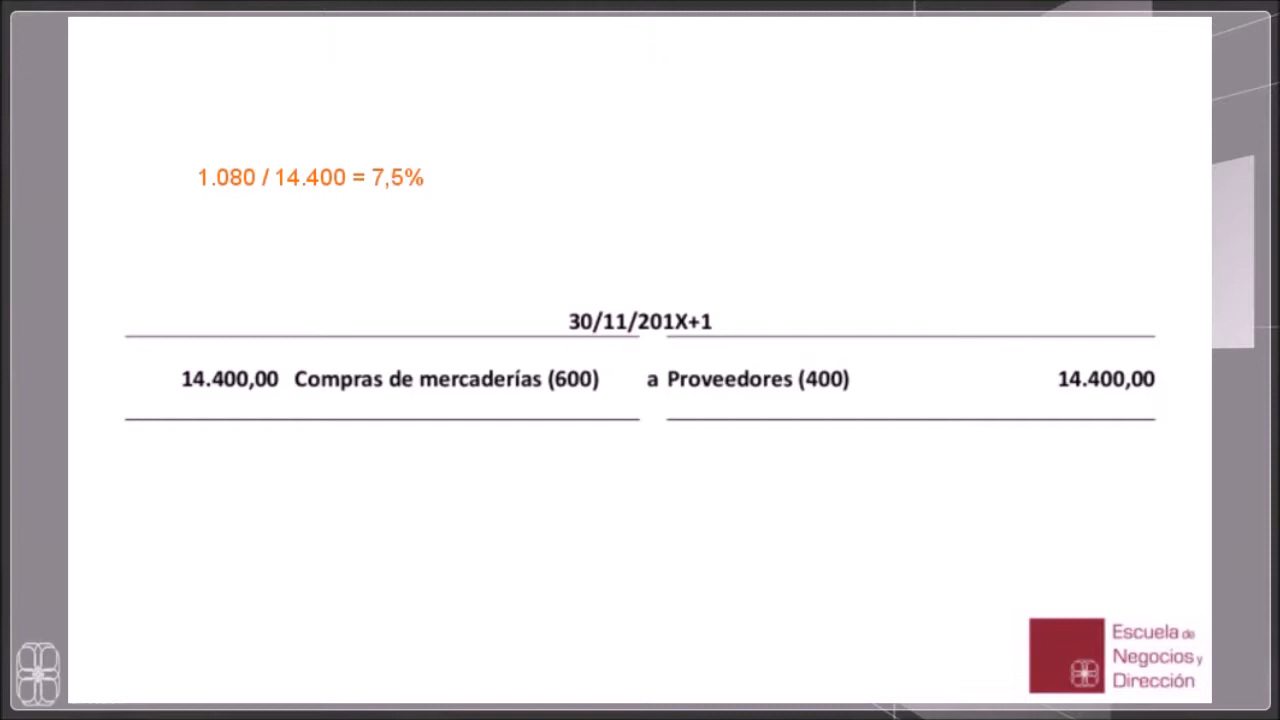 1.080 / 14.400 = 7,5%
30/11/201X+1
14.400,00 Compras de mercaderías (600) a Proveedores (400) 14.400,00
Escuela de
Negocios y
Dirección